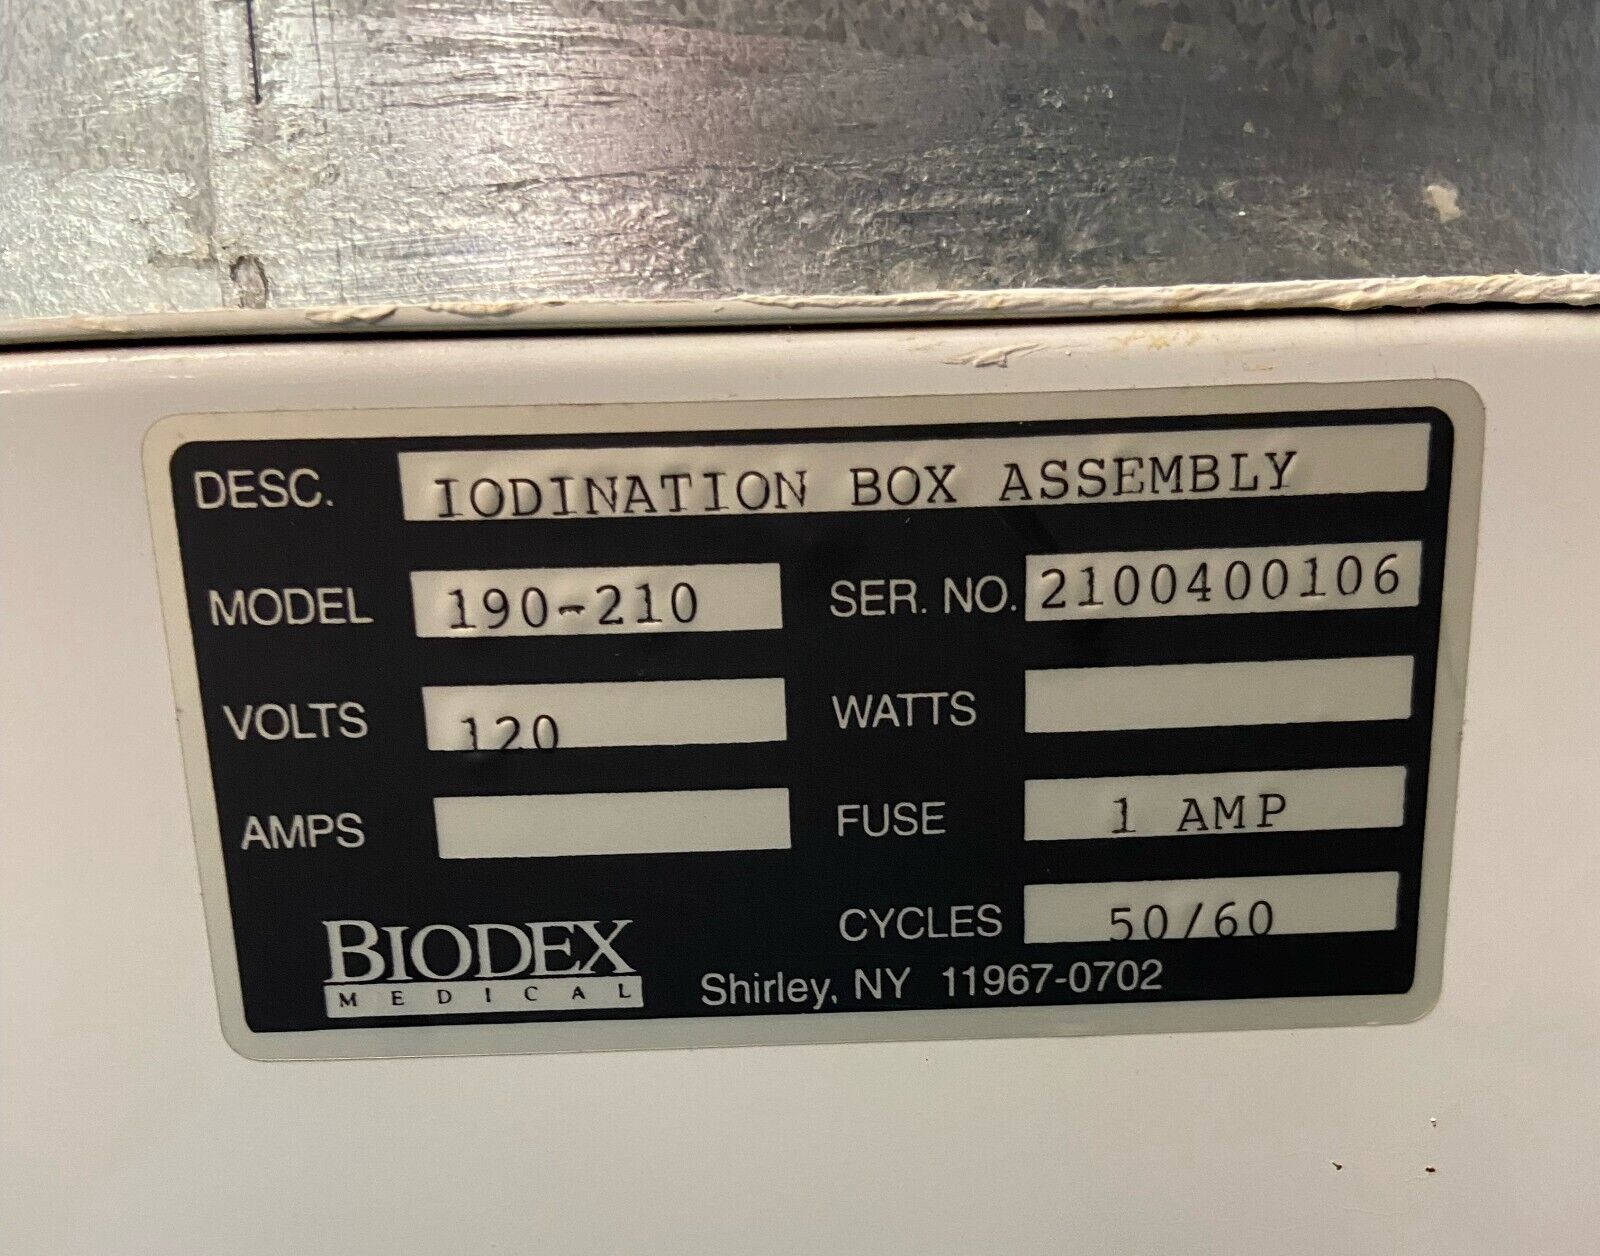 DESC. IODINATION BOX ASSEMBLY
MODEL 190-210 SER. NO. 2100400106
VOLTS 120 WATTS
AMPS FUSE 1 AMP
CYCLES 50/60
BIODEX
MEDICAL
Shirley, NY 11967-0702